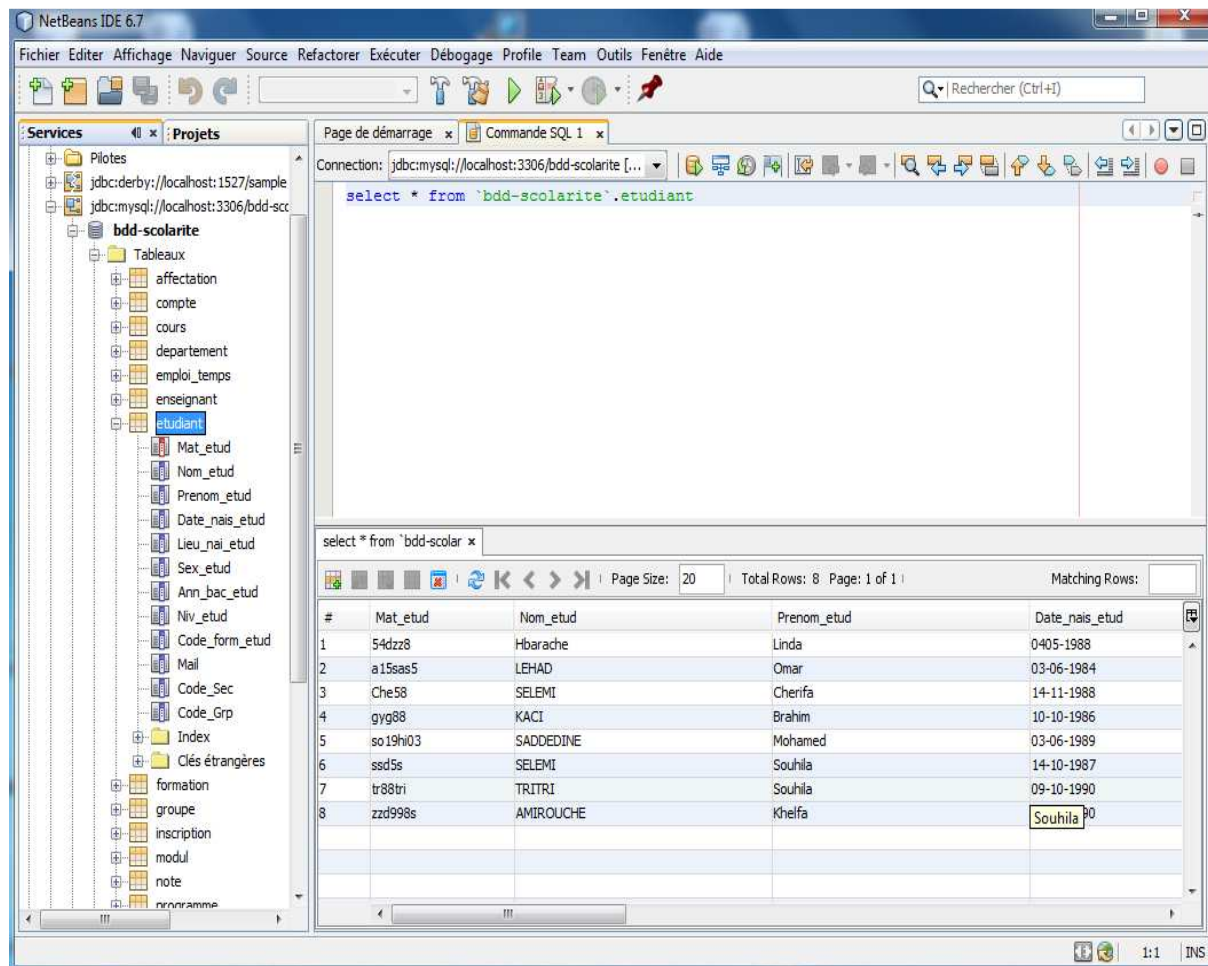 NetBeans IDE 6.7
Fichier Editer Affichage Naviguer Source Refactorer Exécuter Débogage Profile Team Outils Fenêtre Aide
Rechercher (Ctrl+I)
Services
Projets
Page de démarrage
Commande SQL 1
Pilotes
jdbc:derby://localhost:1527/sample
jdbc:mysql://localhost:3306/bdd-scc
bdd-scolarite
Tableaux
affectation
compte
cours
departement
emploi_temps
enseignant
etudiant
Mat_etud
Nom_etud
Prenom_etud
Date_nais_etud
Lieu_nai_etud
Sex_etud
Ann_bac_etud
Niv_etud
Code_form_etud
Mail
Code_Sec
Code_Grp
Index
Clés étrangères
formation
groupe
inscription
modul
note
programme
Connection: jdbc:mysql://localhost:3306/bdd-scolarite [...
select * from `bdd-scolarite`.etudiant
select * from `bdd-scolar
Page Size: 20 Total Rows: 8 Page: 1 of 1 Matching Rows:
# Mat_etud Nom_etud Prenom_etud Date_nais_etud
1 54dzz8 Hbarache Linda 0405-1988
2 a15sas5 LEHAD Omar 03-06-1984
3 Che58 SELEMI Cherifa 14-11-1988
4 gyg88 KACI Brahim 10-10-1986
5 so19hi03 SADDEDINE Mohamed 03-06-1989
6 ssd5s SELEMI Souhila 14-10-1987
7 tr88tri TRITRI Souhila 09-10-1990
8 zzd998s AMIROUCHE Khelfa 90
Souhila
1:1 INS